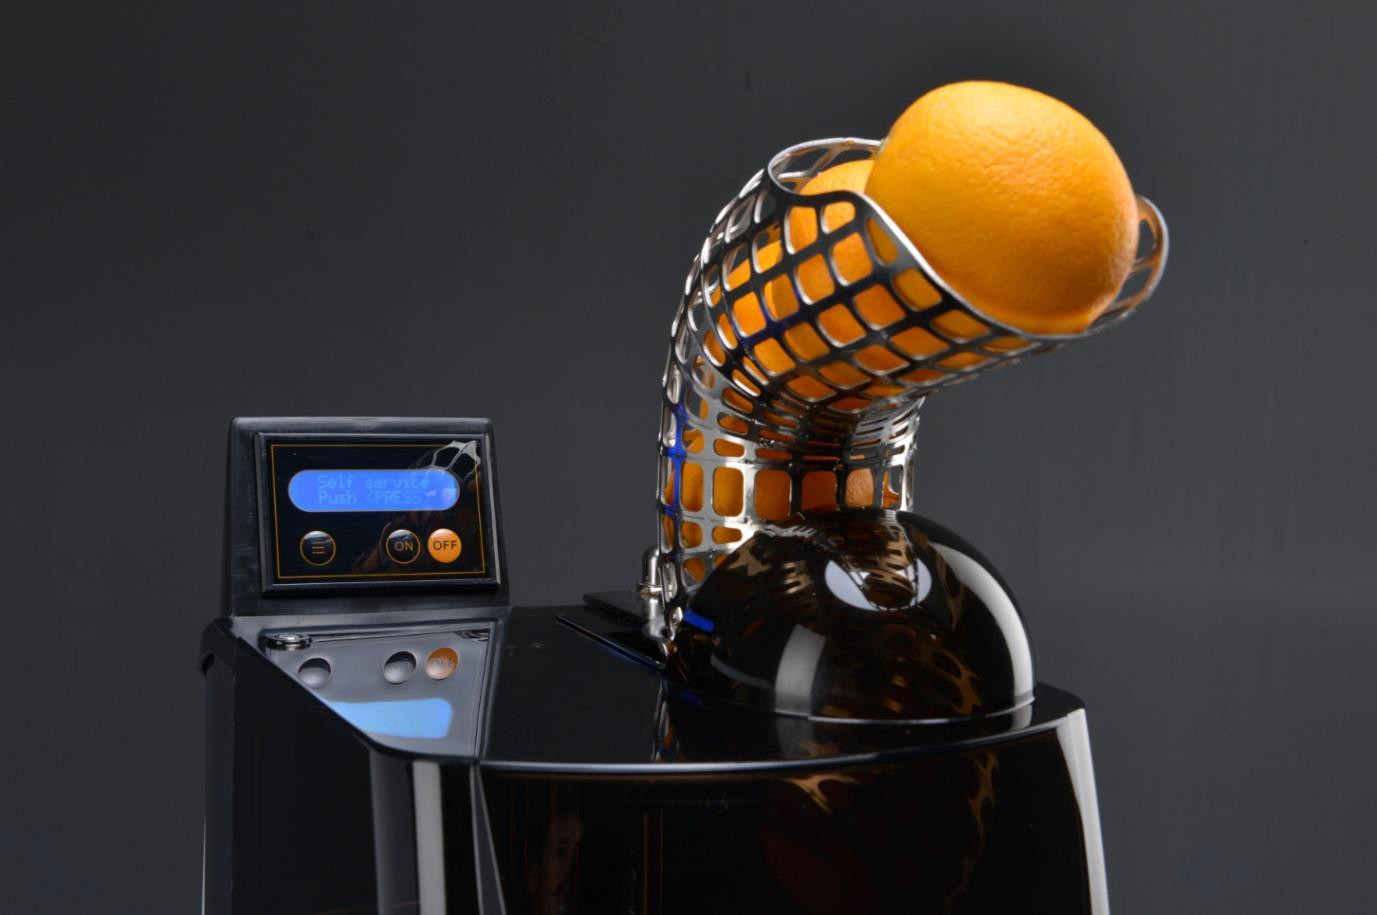 Self service
Push <PRESS>
ON
OFF